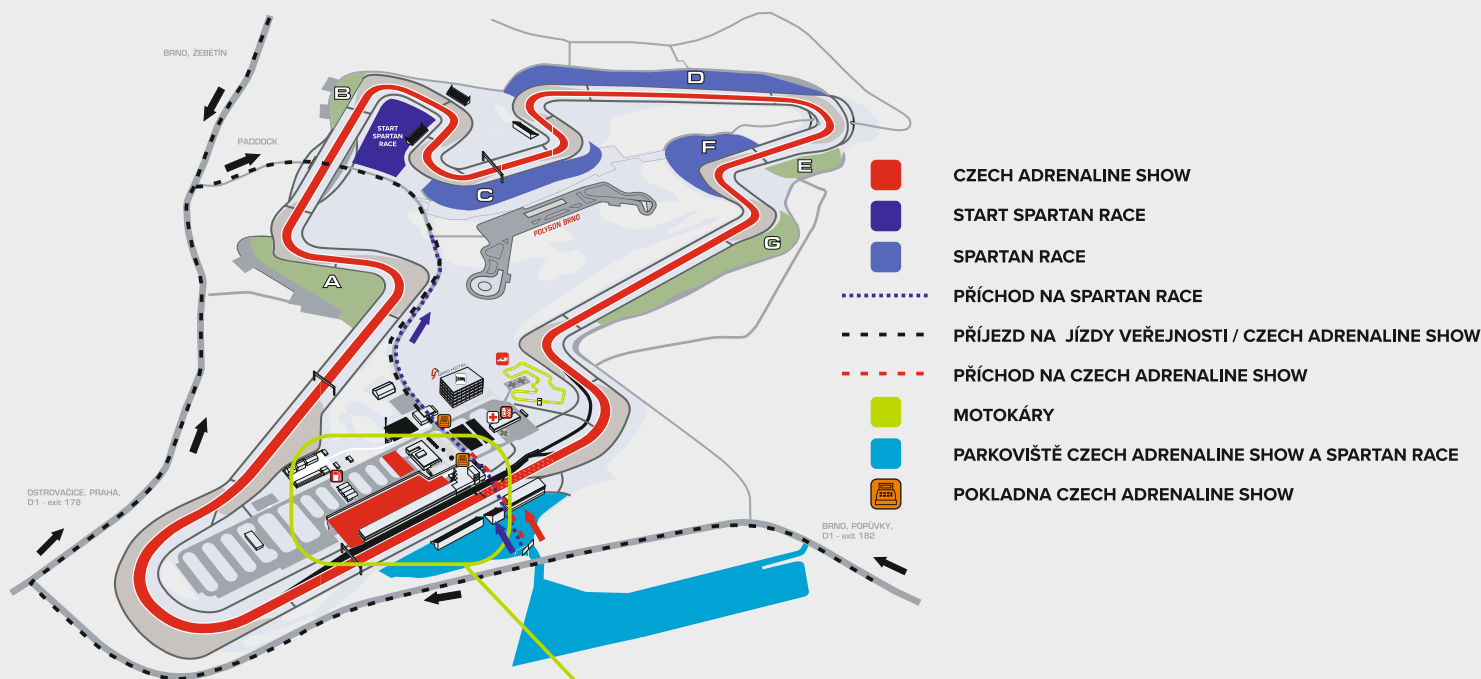 BRNO, ŽEBĚTÍN
PADDOCK
B
START
SPARTAN
RACE
D
C
F
E
G
A
POLYGON BRNO
OSTROVAČICE, PRAHA,
D1 - exit 178
BRNO, POPŮVKY,
D1 - exit 182
CZECH ADRENALINE SHOW
START SPARTAN RACE
SPARTAN RACE
PŘÍCHOD NA SPARTAN RACE
PŘÍJEZD NA JÍZDY VEŘEJNOSTI / CZECH ADRENALINE SHOW
PŘÍCHOD NA CZECH ADRENALINE SHOW
MOTOKÁRY
PARKOVIŠTĚ CZECH ADRENALINE SHOW A SPARTAN RACE
POKLADNA CZECH ADRENALINE SHOW